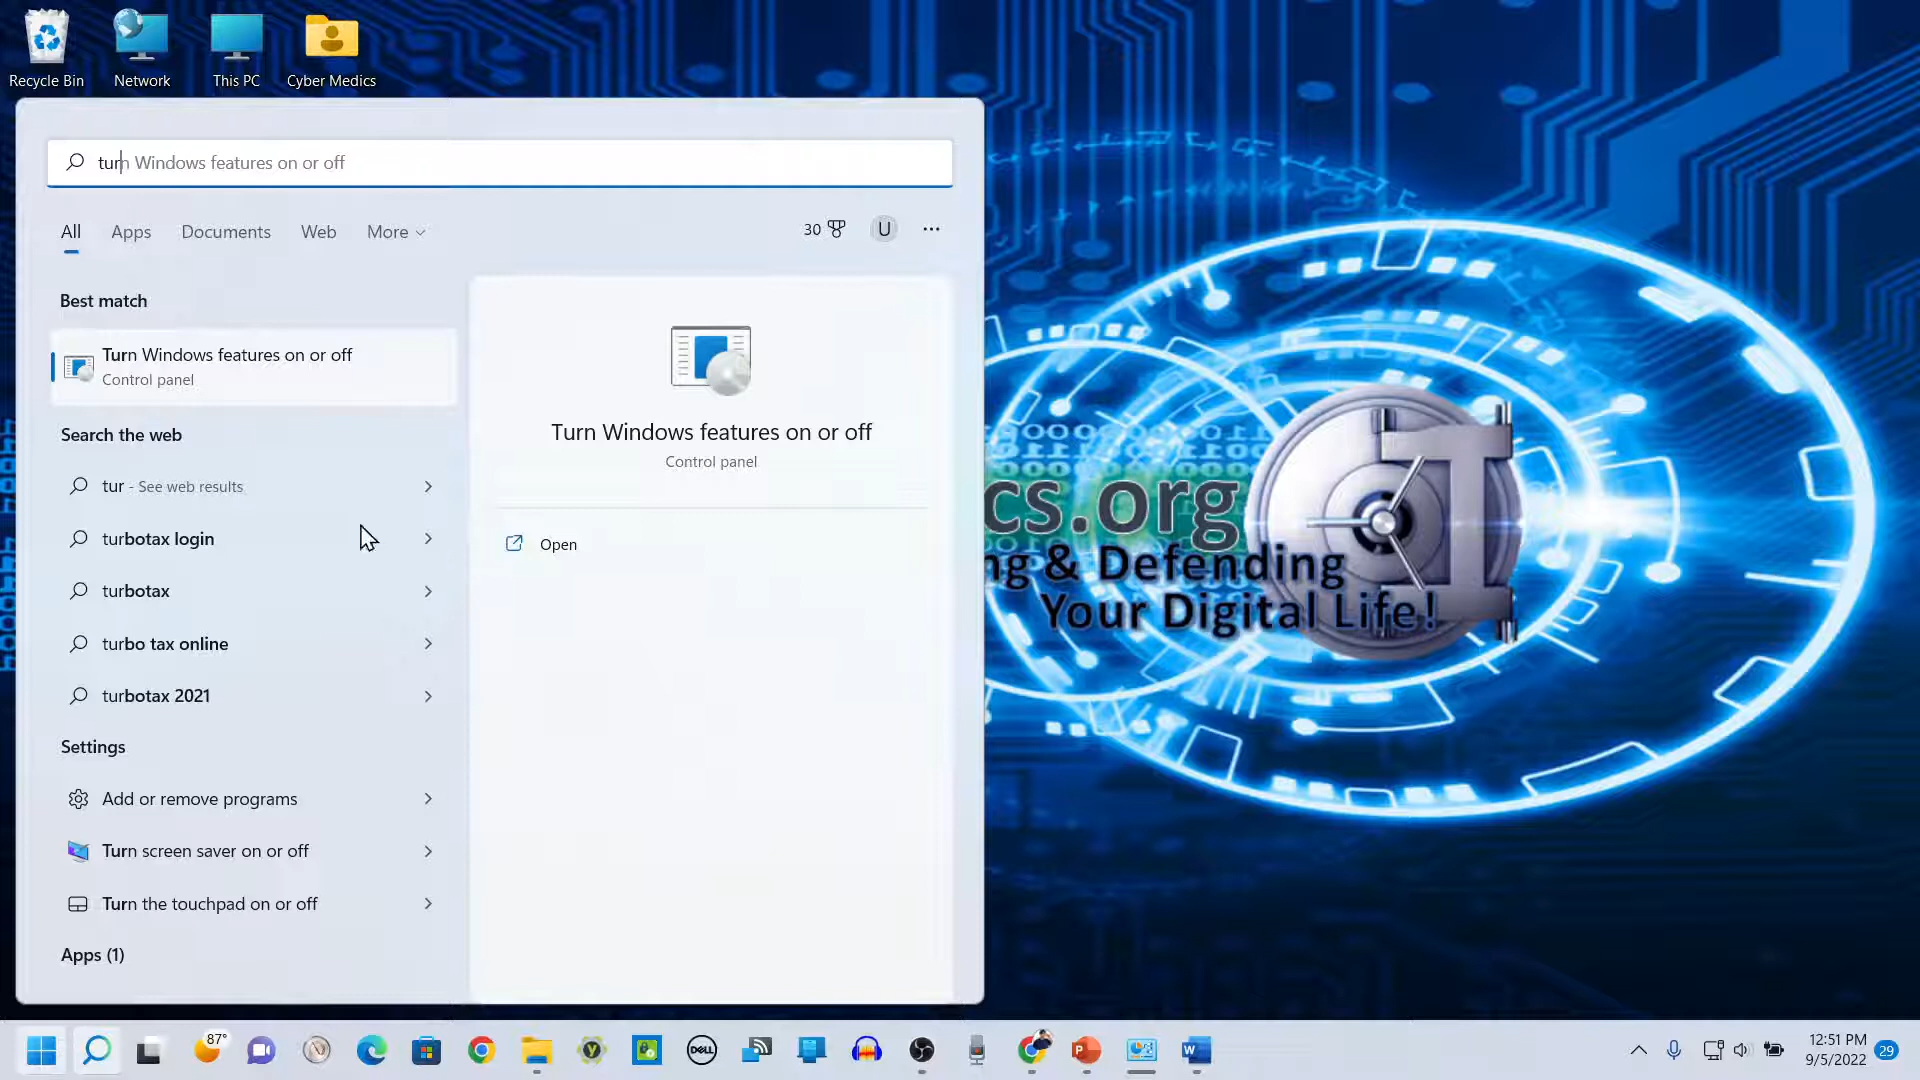 Recycle Bin
Network
This PC
Cyber Medics
turn Windows features on or off
All
Apps
Documents
Web
More
30
U
Best match
Turn Windows features on or off
Control panel
Search the web
tur - See web results
turbotax login
turbotax
turbo tax online
turbotax 2021
Settings
Add or remove programs
Turn screen saver on or off
Turn the touchpad on or off
Apps (1)
Turn Windows features on or off
Control panel
Open
cs.org
ng & Defending
Your Digital Life!
87°
DELL
P
W
12:51 PM
9/5/2022
29